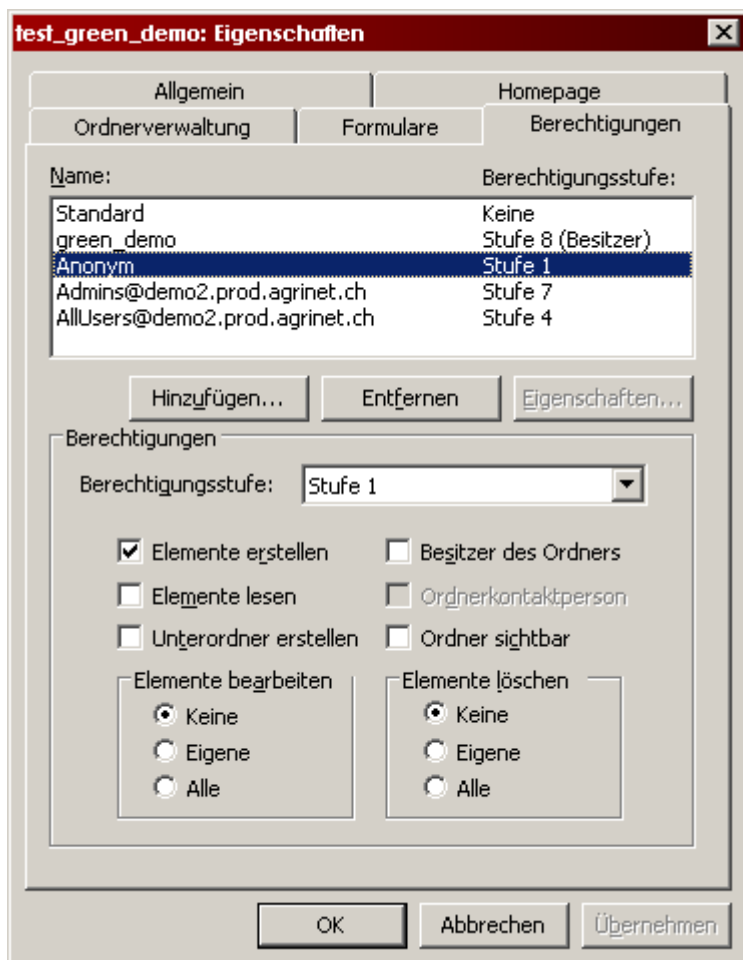 test_green_demo: Eigenschaften
Allgemein Homepage
Ordnerverwaltung Formulare Berechtigungen
Name: Berechtigungsstufe:
Standard Keine
green_demo Stufe 8 (Besitzer)
Anonym Stufe 1
Admins@demo2.prod.agrinet.ch Stufe 7
AllUsers@demo2.prod.agrinet.ch Stufe 4
Hinzufügen... Entfernen Eigenschaften...
Berechtigungen
Berechtigungsstufe: Stufe 1
Elemente erstellen Besitzer des Ordners
Elemente lesen Ordnerkontaktperson
Unterordner erstellen Ordner sichtbar
Elemente bearbeiten Elemente löschen
Keine Keine
Eigene Eigene
Alle Alle
OK Abbrechen Übernehmen